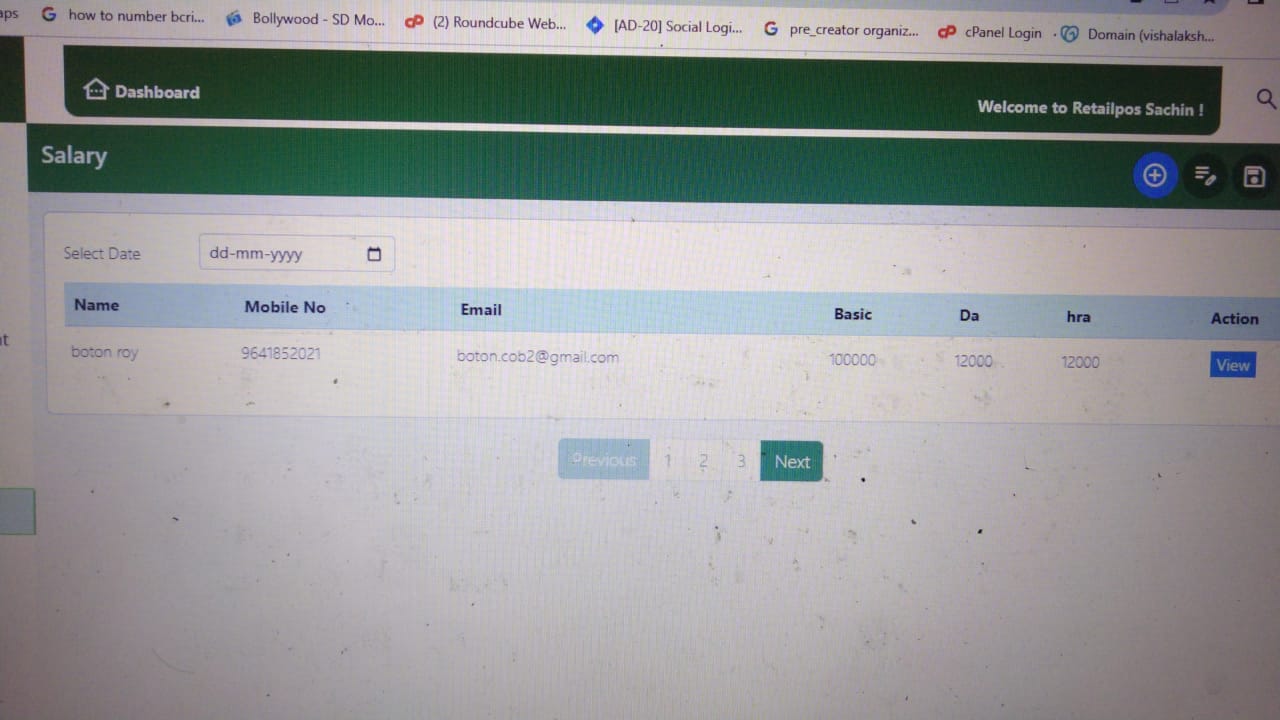 aps how to number bcri... Bollywood - SD Mo... (2) Roundcube Web... [AD-20] Social Logi... pre_creator organiz... cPanel Login Domain (vishalaksh...
Dashboard
Welcome to Retailpos Sachin !
Salary
Select Date dd-mm-yyyy
Name Mobile No Email Basic Da hra Action
boton roy 9641852021 boton.cob2@gmail.com 100000 12000 12000 View
Previous 1 2 3 Next